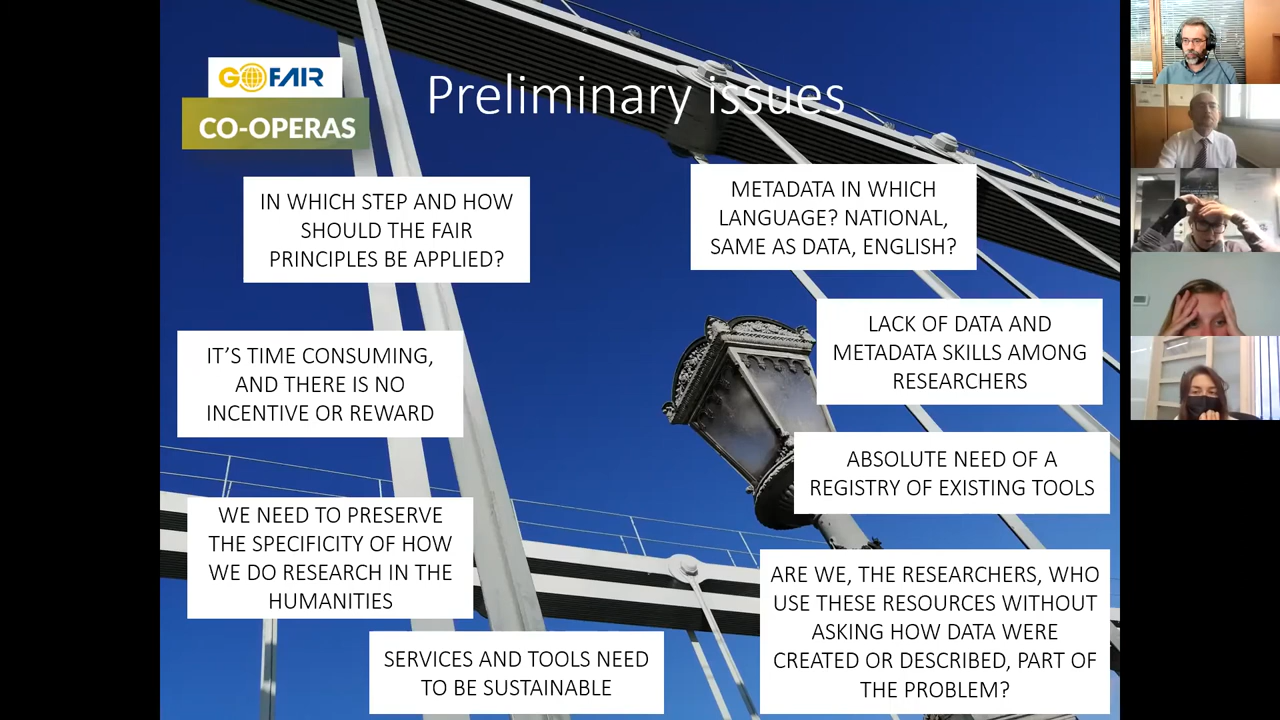 GO FAIR
CO-OPERAS
Preliminary issues
IN WHICH STEP AND HOW
SHOULD THE FAIR
PRINCIPLES BE APPLIED?
METADATA IN WHICH
LANGUAGE? NATIONAL,
SAME AS DATA, ENGLISH?
IT’S TIME CONSUMING,
AND THERE IS NO
INCENTIVE OR REWARD
LACK OF DATA AND
METADATA SKILLS AMONG
RESEARCHERS
ABSOLUTE NEED OF A
REGISTRY OF EXISTING TOOLS
WE NEED TO PRESERVE
THE SPECIFICITY OF HOW
WE DO RESEARCH IN THE
HUMANITIES
ARE WE, THE RESEARCHERS, WHO
USE THESE RESOURCES WITHOUT
ASKING HOW DATA WERE
CREATED OR DESCRIBED, PART OF
THE PROBLEM?
SERVICES AND TOOLS NEED
TO BE SUSTAINABLE